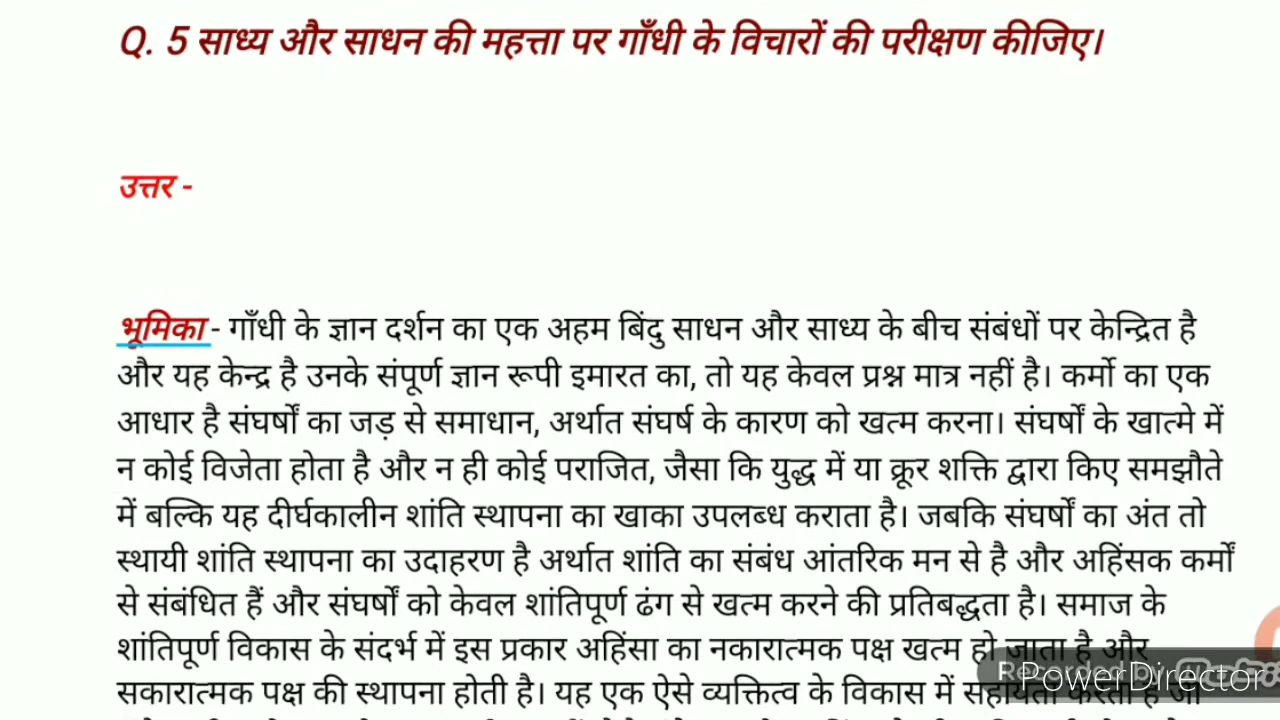 Q. 5 साध्य और साधन की महत्ता पर गाँधी के विचारों की परीक्षण कीजिए।
उत्तर -
भूमिका - गाँधी के ज्ञान दर्शन का एक अहम बिंदु साधन और साध्य के बीच संबंधों पर केन्द्रित है
और यह केन्द्र है उनके संपूर्ण ज्ञान रूपी इमारत का, तो यह केवल प्रश्न मात्र नहीं है। कर्मो का एक
आधार है संघर्षों का जड़ से समाधान, अर्थात संघर्ष के कारण को खत्म करना। संघर्षों के खात्मे में
न कोई विजेता होता है और न ही कोई पराजित, जैसा कि युद्ध में या क्रूर शक्ति द्वारा किए समझौते
में बल्कि यह दीर्घकालीन शांति स्थापना का खाका उपलब्ध कराता है। जबकि संघर्षों का अंत तो
स्थायी शांति स्थापना का उदाहरण है अर्थात शांति का संबंध आंतरिक मन से है और अहिंसक कर्मों
से संबंधित हैं और संघर्षों को केवल शांतिपूर्ण ढंग से खत्म करने की प्रतिबद्धता है। समाज के
शांतिपूर्ण विकास के संदर्भ में इस प्रकार अहिंसा का नकारात्मक पक्ष खत्म हो जाता है और
सकारात्मक पक्ष की स्थापना होती है। यह एक ऐसे व्यक्तित्व के विकास में सहायता करता है जो
Recorded by
PowerDirector